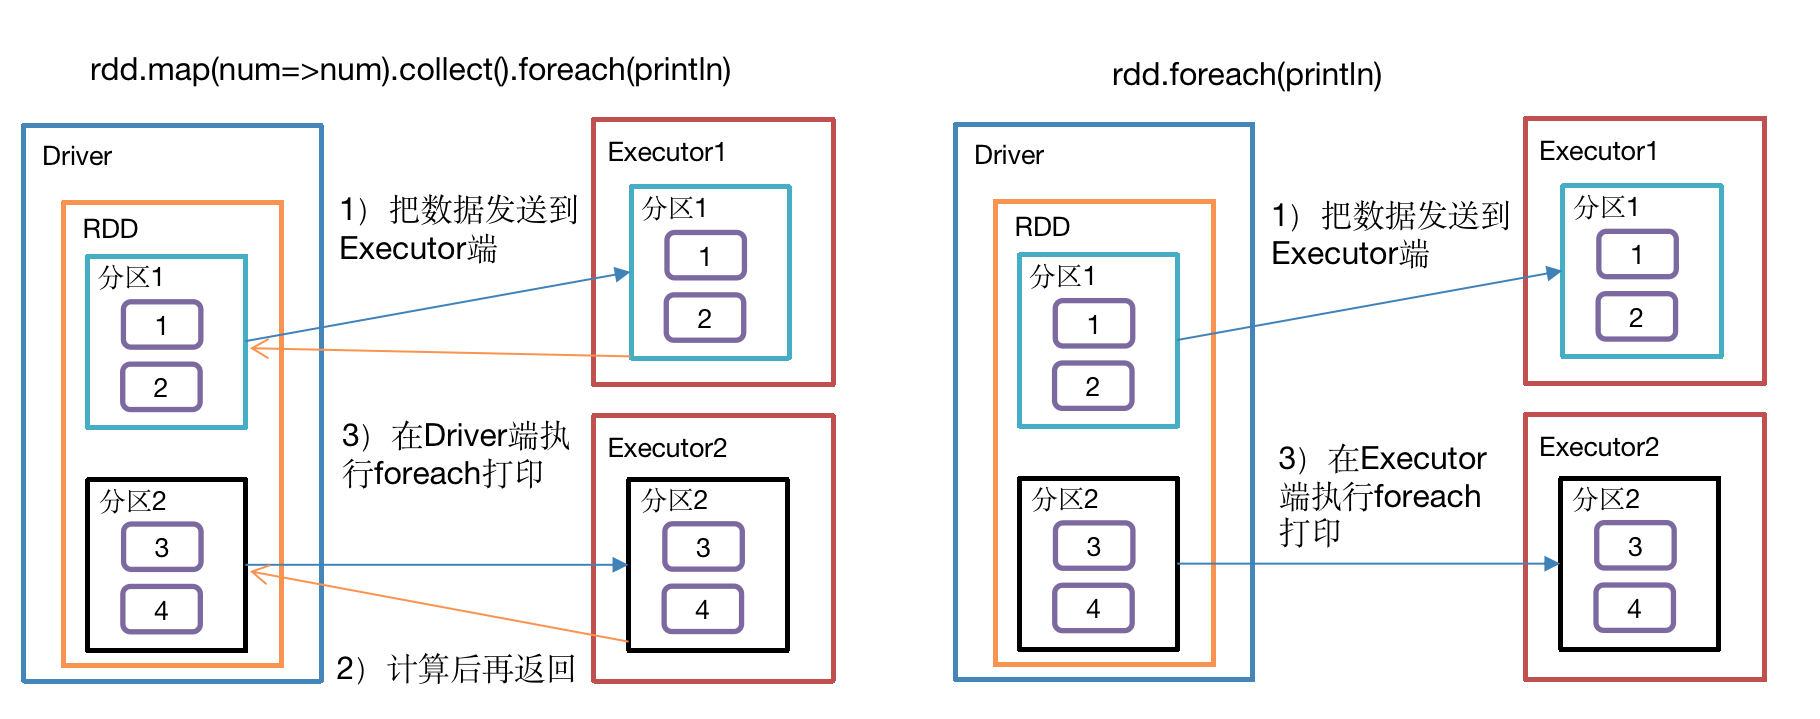 rdd.map(num=>num).collect().foreach(println)
Driver
RDD
分区1
1
2
分区2
3
4
1）把数据发送到
Executor端
3）在Driver端执
行foreach打印
2）计算后再返回
Executor1
分区1
1
2
Executor2
分区2
3
4
rdd.foreach(println)
Driver
RDD
分区1
1
2
分区2
3
4
1）把数据发送到
Executor端
3）在Executor
端执行foreach
打印
Executor1
分区1
1
2
Executor2
分区2
3
4